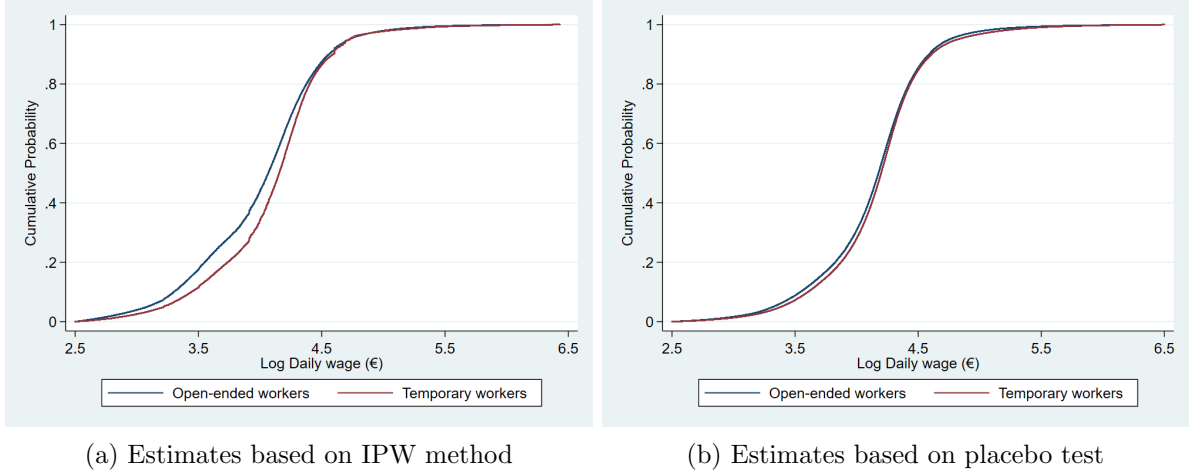 1
.8
.6
.4
.2
0
Cumulative Probability
2.5 3.5 4.5 5.5 6.5
Log Daily wage (€)
Open-ended workers Temporary workers
(a) Estimates based on IPW method
1
.8
.6
.4
.2
0
Cumulative Probability
2.5 3.5 4.5 5.5 6.5
Log Daily wage (€)
Open-ended workers Temporary workers
(b) Estimates based on placebo test